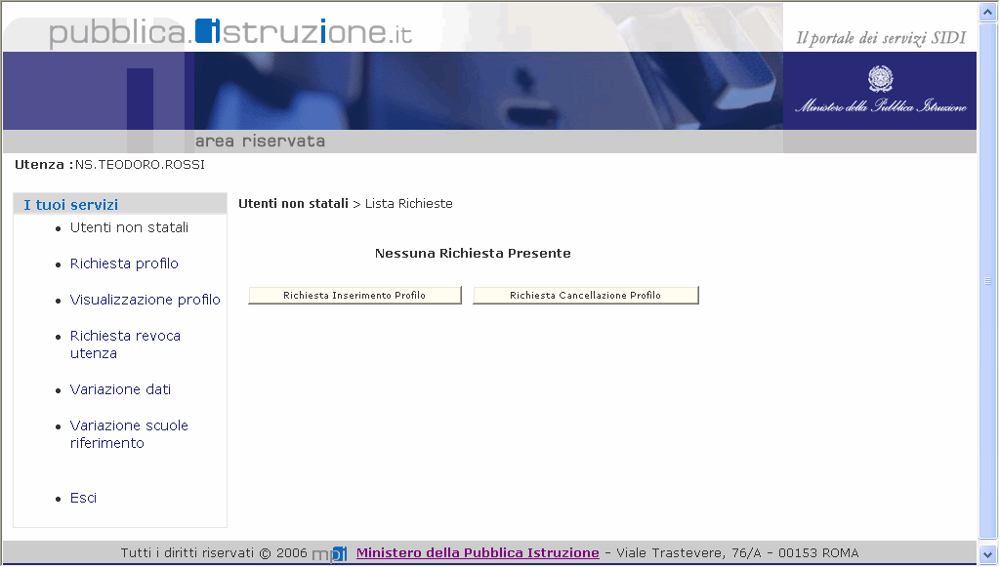 pubblica.istruzione.it
Il portale dei servizi SIDI
Ministero della Pubblica Istruzione
area riservata
Utenza :NS.TEODORO.ROSSI
I tuoi servizi
Utenti non statali > Lista Richieste
Utenti non statali
Richiesta profilo
Visualizzazione profilo
Richiesta revoca
utenza
Variazione dati
Variazione scuole
riferimento
Esci
Nessuna Richiesta Presente
Richiesta Inserimento Profilo
Richiesta Cancellazione Profilo
Tutti i diritti riservati © 2006 mpi Ministero della Pubblica Istruzione - Viale Trastevere, 76/A - 00153 ROMA